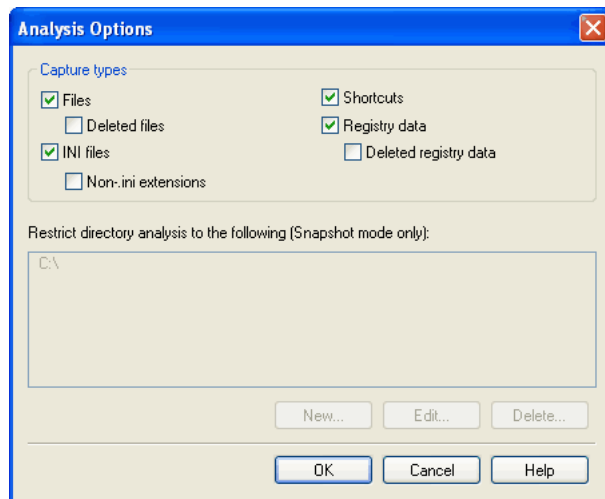 Analysis Options
Capture types
Files
Shortcuts
Deleted files
Registry data
INI files
Deleted registry data
Non-.ini extensions
Restrict directory analysis to the following (Snapshot mode only):
C:\
New... Edit... Delete...
OK Cancel Help